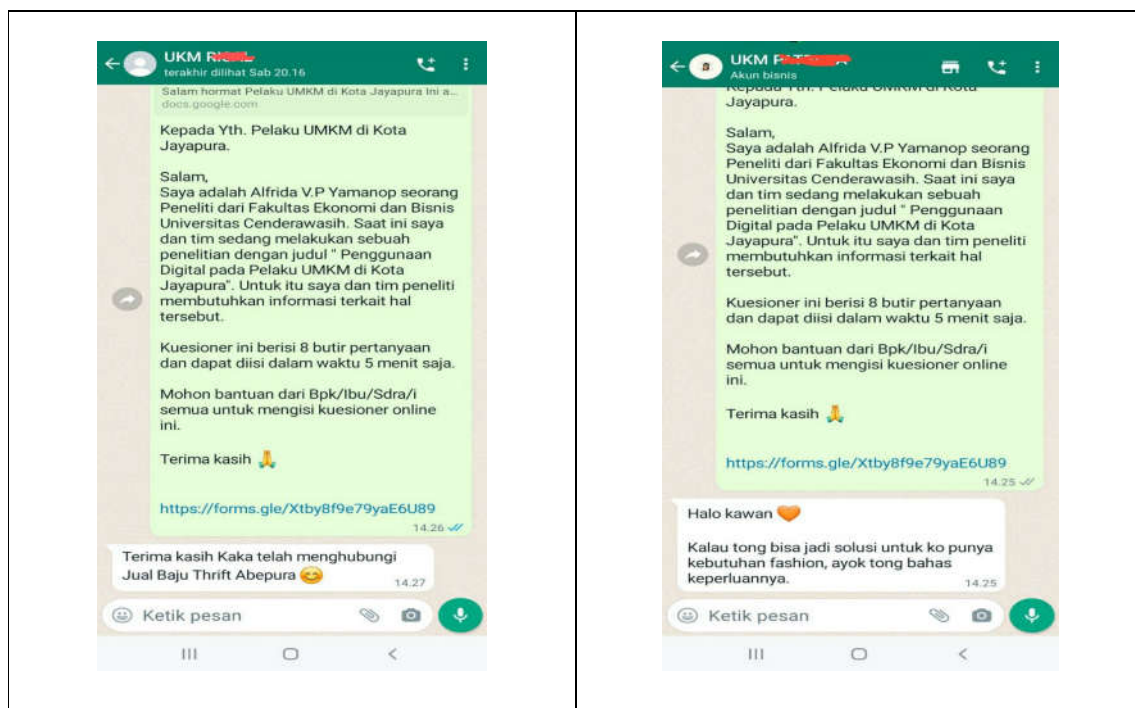 UKM
terakhir dilihat Sab 20.16
Salam hormat Pelaku UMKM di Kota Jayapura Ini a...
docs.google.com
Kepada Yth. Pelaku UMKM di Kota
Jayapura.
Salam,
Saya adalah Alfrida V.P Yamanop seorang
Peneliti dari Fakultas Ekonomi dan Bisnis
Universitas Cenderawasih. Saat ini saya
dan tim sedang melakukan sebuah
penelitian dengan judul " Penggunaan
Digital pada Pelaku UMKM di Kota
Jayapura". Untuk itu saya dan tim peneliti
membutuhkan informasi terkait hal
tersebut.
Kuesioner ini berisi 8 butir pertanyaan
dan dapat diisi dalam waktu 5 menit saja.
Mohon bantuan dari Bpk/Ibu/Sdra/i
semua untuk mengisi kuesioner online
ini.
Terima kasih 🙏
https://forms.gle/Xtby8f9e79yaE6U89
14.26
Terima kasih Kaka telah menghubungi
Jual Baju Thrift Abepura 😊
14.27
Ketik pesan
UKM
Akun bisnis
Kepada Yth. Pelaku UMKM di Kota
Jayapura.
Salam,
Saya adalah Alfrida V.P Yamanop seorang
Peneliti dari Fakultas Ekonomi dan Bisnis
Universitas Cenderawasih. Saat ini saya
dan tim sedang melakukan sebuah
penelitian dengan judul " Penggunaan
Digital pada Pelaku UMKM di Kota
Jayapura". Untuk itu saya dan tim peneliti
membutuhkan informasi terkait hal
tersebut.
Kuesioner ini berisi 8 butir pertanyaan
dan dapat diisi dalam waktu 5 menit saja.
Mohon bantuan dari Bpk/Ibu/Sdra/i
semua untuk mengisi kuesioner online
ini.
Terima kasih 🙏
https://forms.gle/Xtby8f9e79yaE6U89
14.25
Halo kawan 🧡
Kalau tong bisa jadi solusi untuk ko punya
kebutuhan fashion, ayok tong bahas
keperluannya.
14.25
Ketik pesan